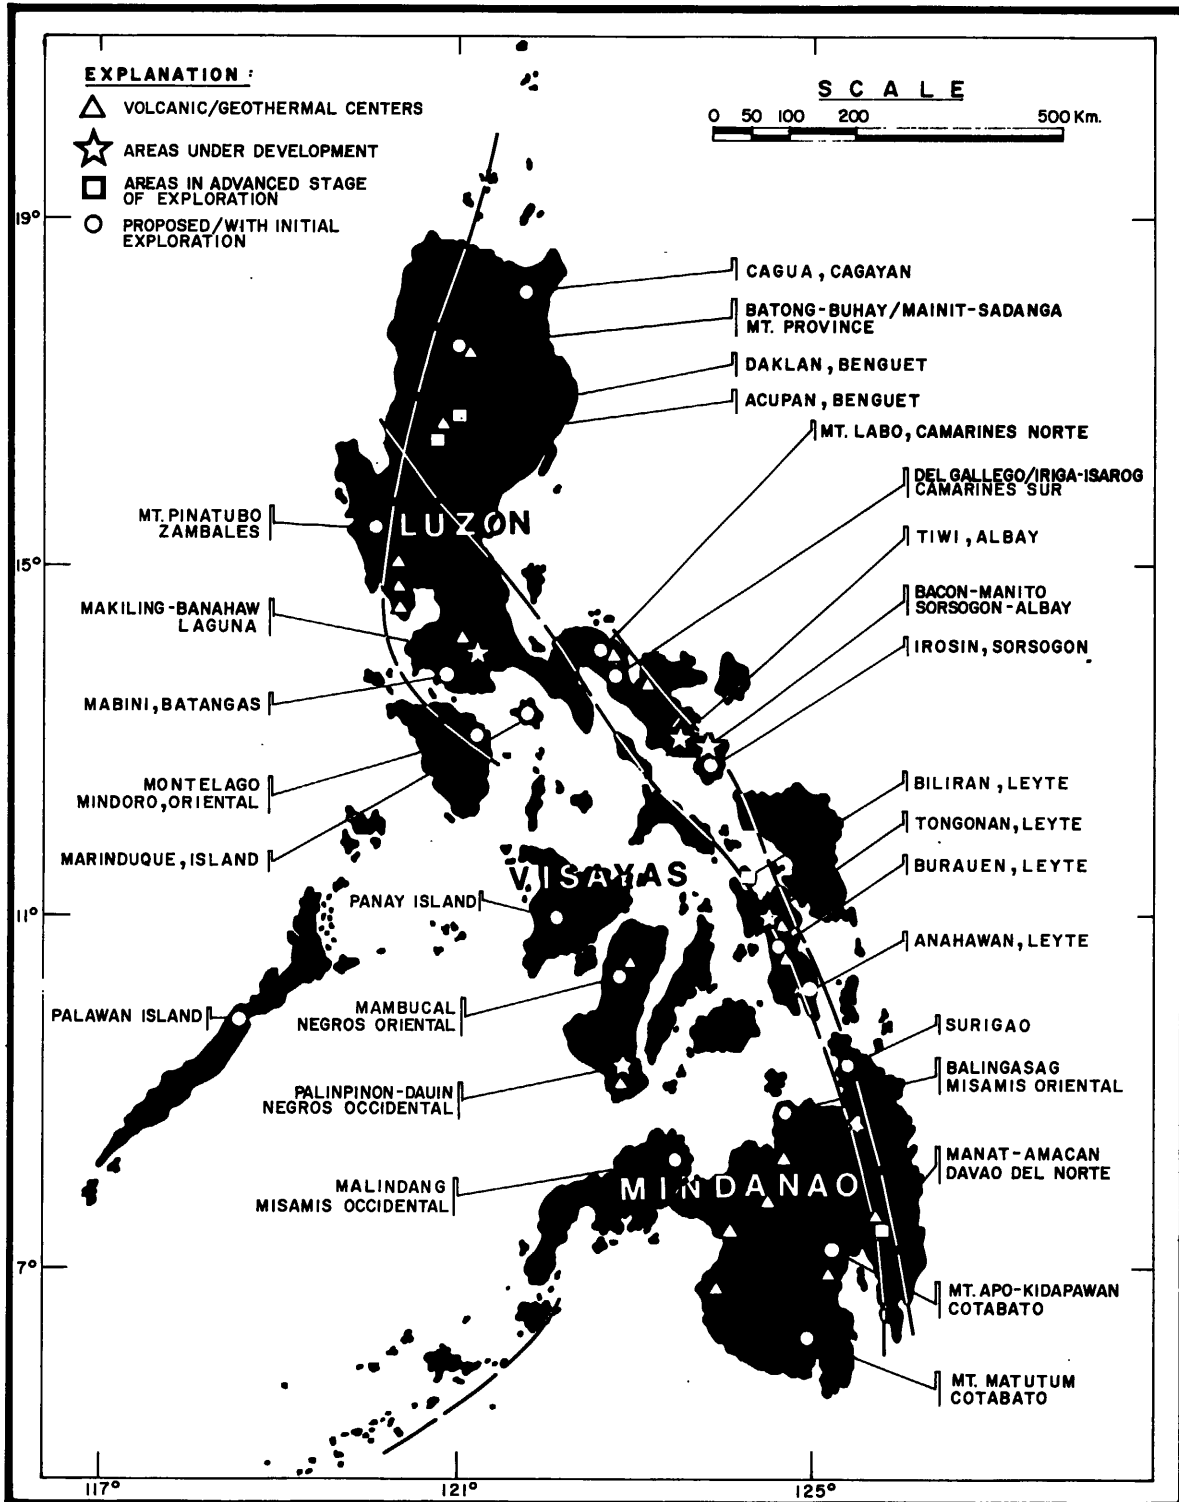 EXPLANATION :
VOLCANIC/GEOTHERMAL CENTERS
AREAS UNDER DEVELOPMENT
AREAS IN ADVANCED STAGE
OF EXPLORATION
PROPOSED/WITH INITIAL
EXPLORATION
SCALE
0 50 100 200 500 Km.
19°
15°
11°
7°
117°
121°
125°
CAGUA, CAGAYAN
BATONG-BUHAY/MAINIT-SADANGA
MT. PROVINCE
DAKLAN, BENGUET
ACUPAN, BENGUET
MT. LABO, CAMARINES NORTE
DEL GALLEGO/IRIGA-ISAROG
CAMARINES SUR
TIWI, ALBAY
BACON-MANITO
SORSOGON-ALBAY
IROSIN, SORSOGON
BILIRAN, LEYTE
TONGONAN, LEYTE
BURAUEN, LEYTE
ANAHAWAN, LEYTE
SURIGAO
BALINGASAG
MISAMIS ORIENTAL
MANAT-AMACAN
DAVAO DEL NORTE
MT. APO-KIDAPAWAN
COTABATO
MT. MATUTUM
COTABATO
MT. PINATUBO
ZAMBALES
MAKILING-BANAHAW
LAGUNA
MABINI, BATANGAS
MONTELAGO
MINDORO, ORIENTAL
MARINDUQUE, ISLAND
PANAY ISLAND
PALAWAN ISLAND
MAMBUCAL
NEGROS ORIENTAL
PALINPINON-DAUIN
NEGROS OCCIDENTAL
MALINDANG
MISAMIS OCCIDENTAL
LUZON
VISAYAS
MINDANAO